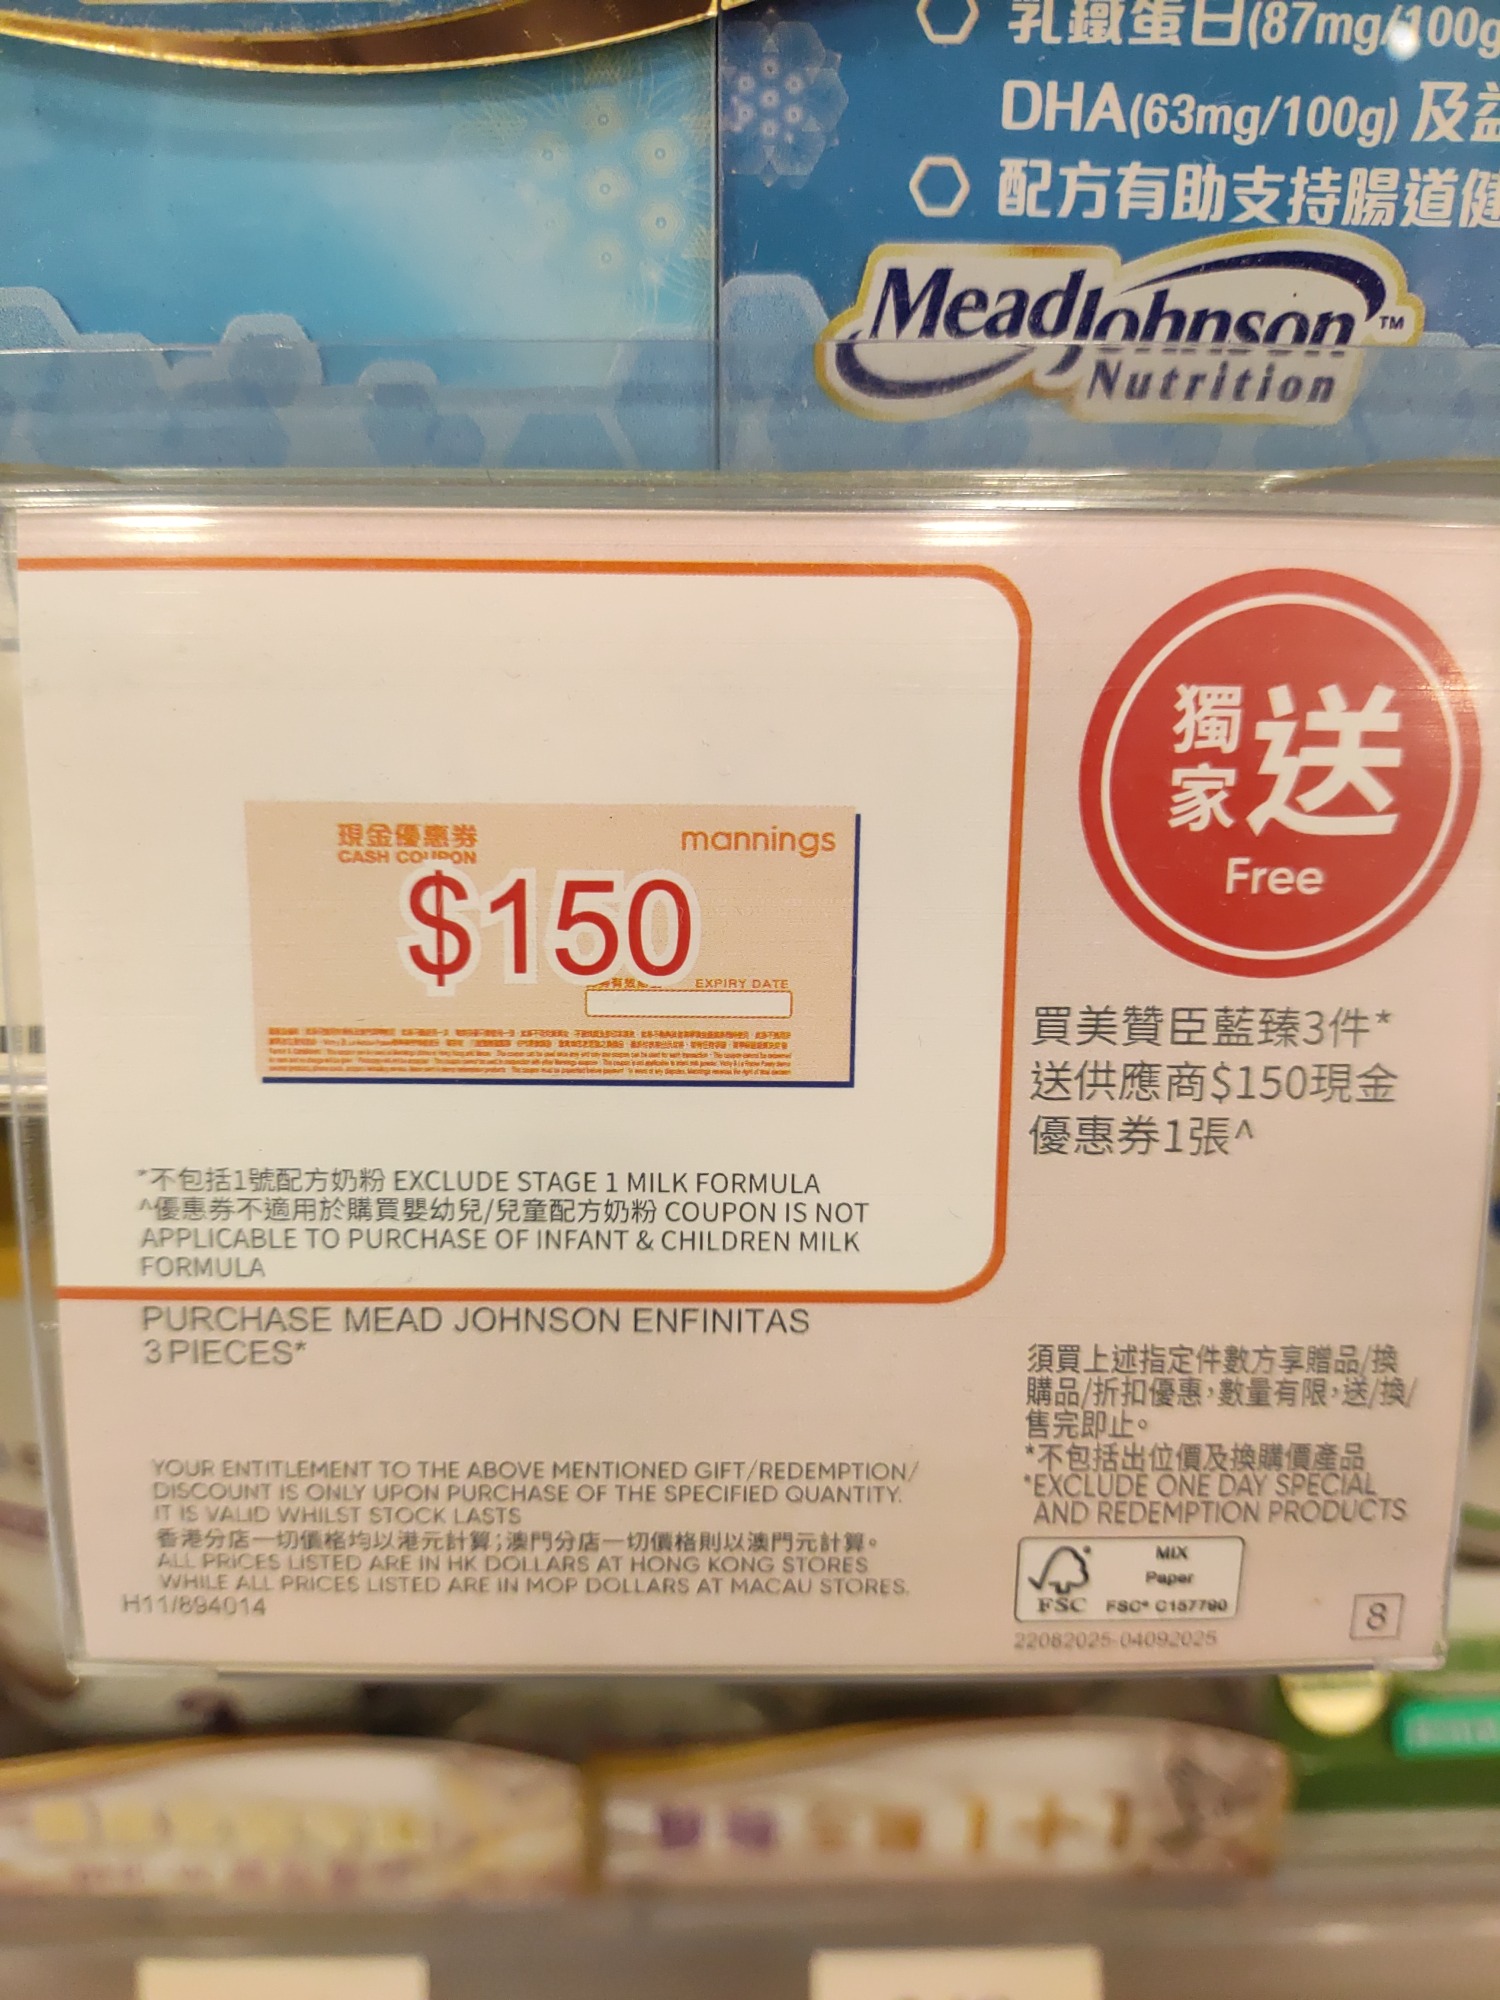 乳鐵蛋白(87mg/100g
DHA(63mg/100g) 及益
配方有助支持腸道健
MeadJohnson™
Nutrition
獨家送
Free
現金優惠券
CASH COUPON
mannings
$150
EXPIRY DATE
買美贊臣藍臻3件*
送供應商$150現金
優惠券1張^
*不包括1號配方奶粉 EXCLUDE STAGE 1 MILK FORMULA
^優惠券不適用於購買嬰幼兒/兒童配方奶粉 COUPON IS NOT
APPLICABLE TO PURCHASE OF INFANT & CHILDREN MILK
FORMULA
PURCHASE MEAD JOHNSON ENFINITAS
3 PIECES*
須買上述指定件數方享贈品/換
購品/折扣優惠，數量有限，送/換/
售完即止。
*不包括出位價及換購價產品
*EXCLUDE ONE DAY SPECIAL
AND REDEMPTION PRODUCTS
YOUR ENTITLEMENT TO THE ABOVE MENTIONED GIFT/REDEMPTION/
DISCOUNT IS ONLY UPON PURCHASE OF THE SPECIFIED QUANTITY.
IT IS VALID WHILST STOCK LASTS
香港分店一切價格均以港元計算；澳門分店一切價格則以澳門元計算。
ALL PRICES LISTED ARE IN HK DOLLARS AT HONG KONG STORES
WHILE ALL PRICES LISTED ARE IN MOP DOLLARS AT MACAU STORES.
H11/894014
MIX
Paper
FSC FSC® C157790
22082025-04092025
8